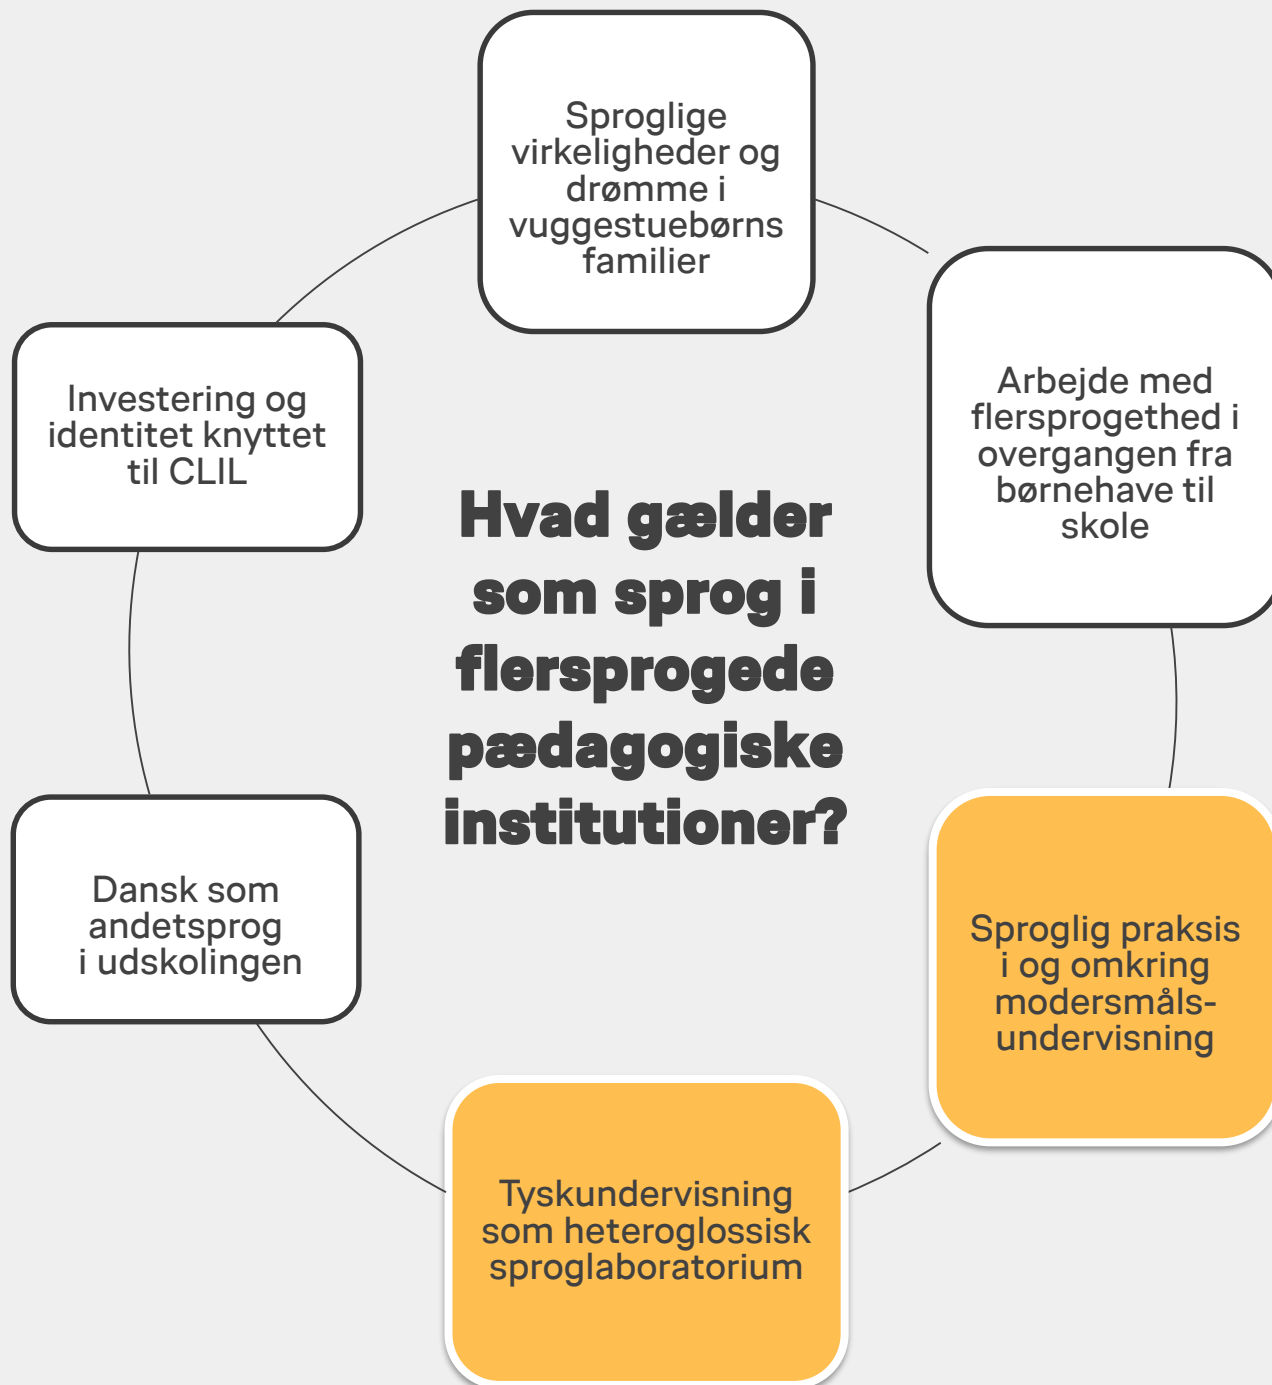 Sproglige
virkeligheder og
drømme i
vuggestuebørns
familier
Arbejde med
flersprogethed i
overgangen fra
børnehave til
skole
Investering og
identitet knyttet
til CLIL
Hvad gælder
som sprog i
flersprogede
pædagogiske
institutioner?
Dansk som
andetsprog
i udskolingen
Sproglig praksis
i og omkring
modersmåls-
undervisning
Tyskundervisning
som heteroglossisk
sproglaboratorium